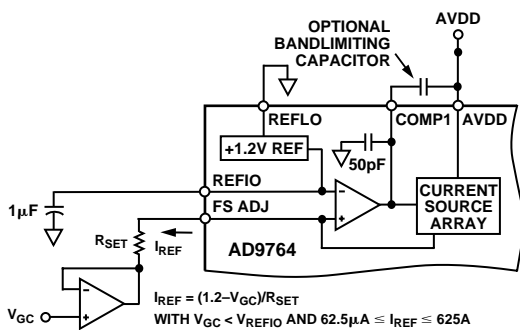 OPTIONAL
BANDLIMITING
CAPACITOR
AVDD
REFLO
COMP1
AVDD
+1.2V REF
50pF
REFIO
1μF
FS ADJ
CURRENT
SOURCE
ARRAY
RSET
IREF
AD9764
VGC
IREF = (1.2–VGC)/RSET
WITH VGC < VREFIO AND 62.5μA ≤ IREF ≤ 625A